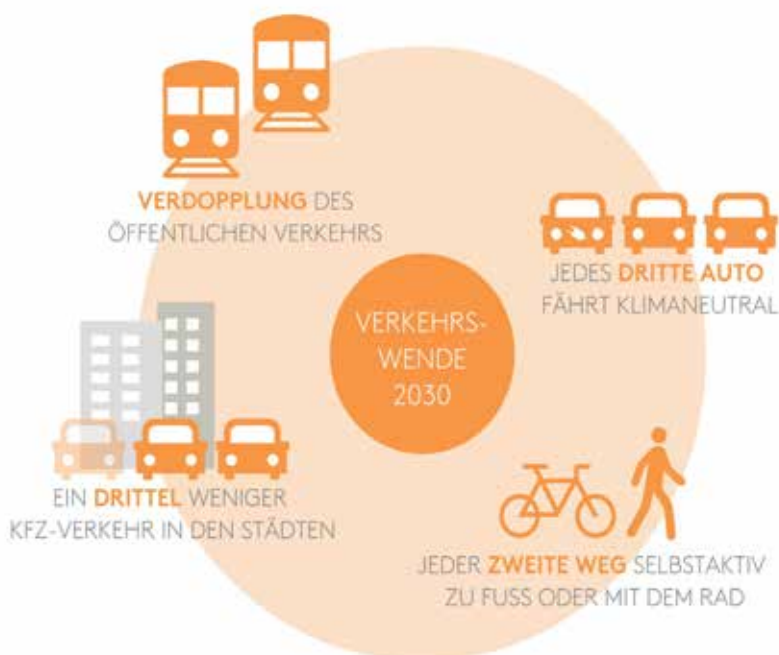 VERDOPPLUNG DES
ÖFFENTLICHEN VERKEHRS
JEDES DRITTE AUTO
FÄHRT KLIMANEUTRAL
VERKEHRS-
WENDE
2030
EIN DRITTEL WENIGER
KFZ-VERKEHR IN DEN STÄDTEN
JEDER ZWEITE WEG SELBSTAKTIV
ZU FUSS ODER MIT DEM RAD